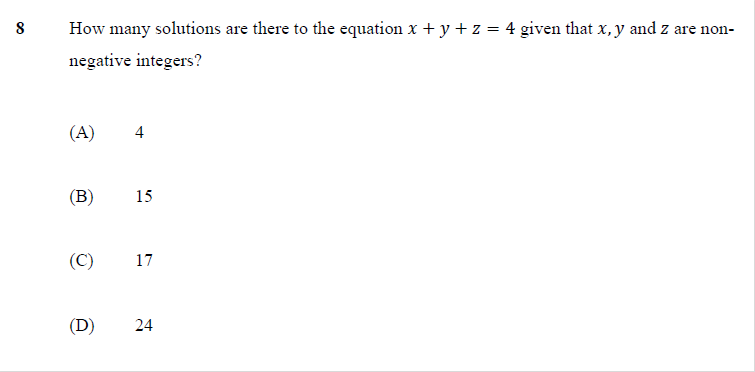 8 How many solutions are there to the equation x + y + z = 4 given that x, y and z are non-
negative integers?
(A) 4
(B) 15
(C) 17
(D) 24